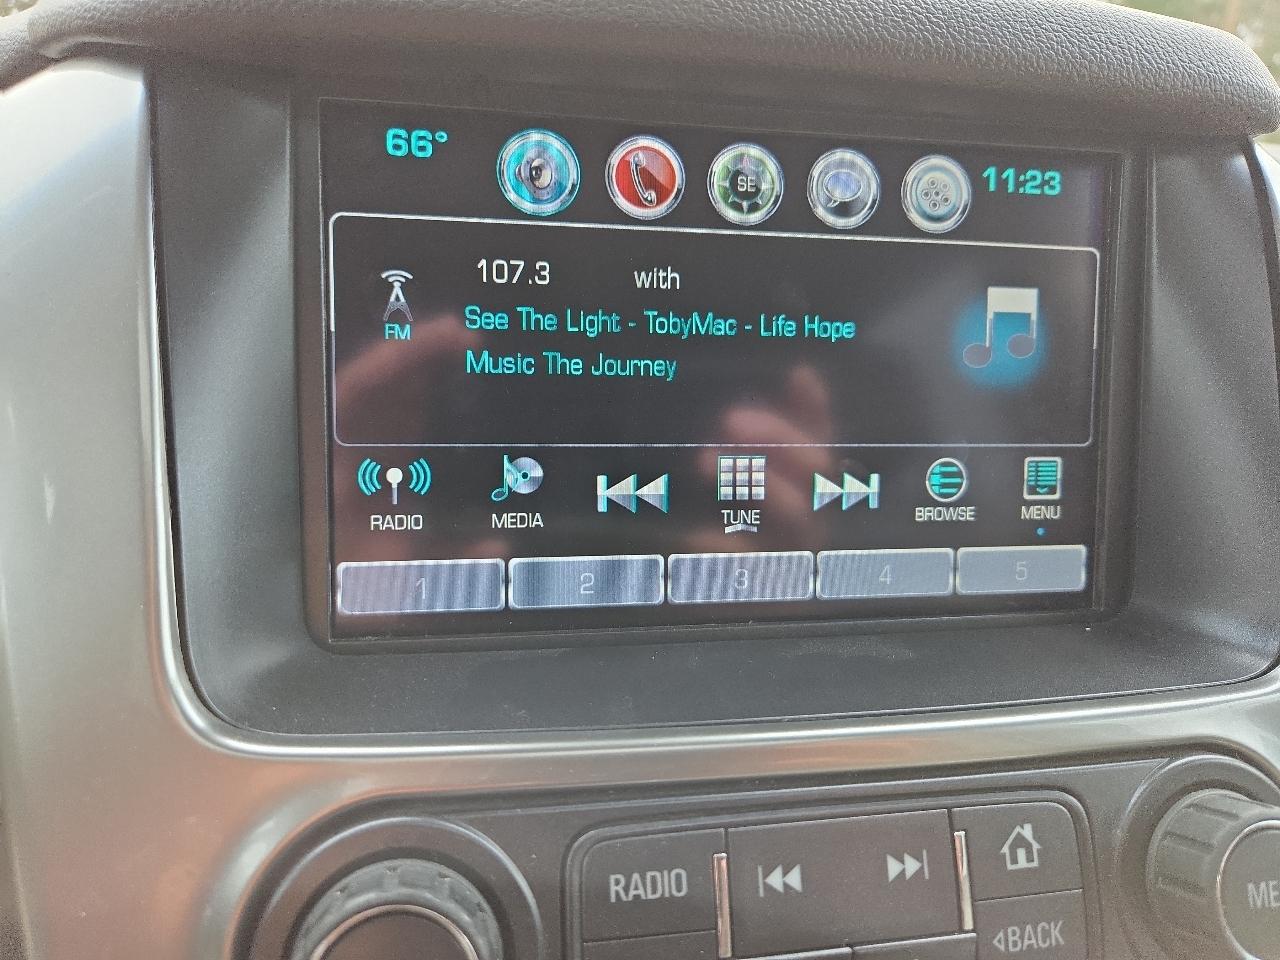 66°
SE
11:23
107.3 with
FM
See The Light - TobyMac - Life Hope
Music The Journey
RADIO
MEDIA
TUNE
BROWSE
MENU
1 2 3 4 5
RADIO
BACK